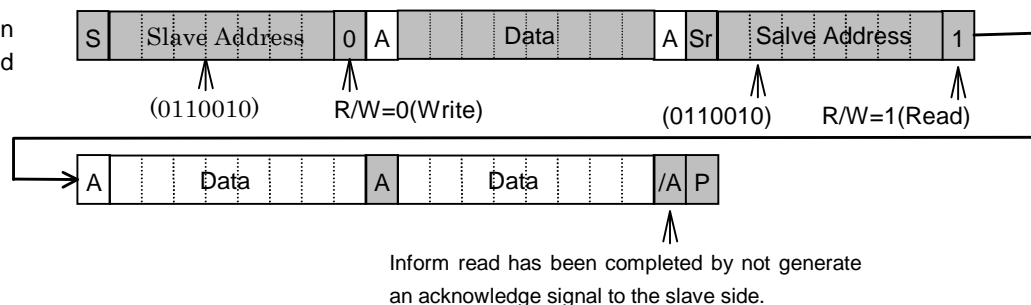 n
d
S Slave Address 0 A Data A Sr Salve Address 1
(0110010) R/W=0(Write) (0110010) R/W=1(Read)
A Data A Data /A P
Inform read has been completed by not generate
an acknowledge signal to the slave side.